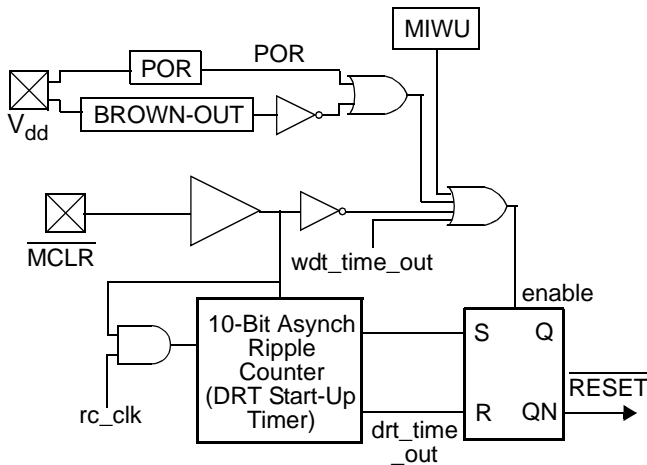 MIWU
POR
POR
BROWN-OUT
Vdd
MCLR
wdt_time_out
enable
10-Bit Asynch
Ripple
Counter
(DRT Start-Up
Timer)
rc_clk
S Q
R QN
RESET
drt_time
_out